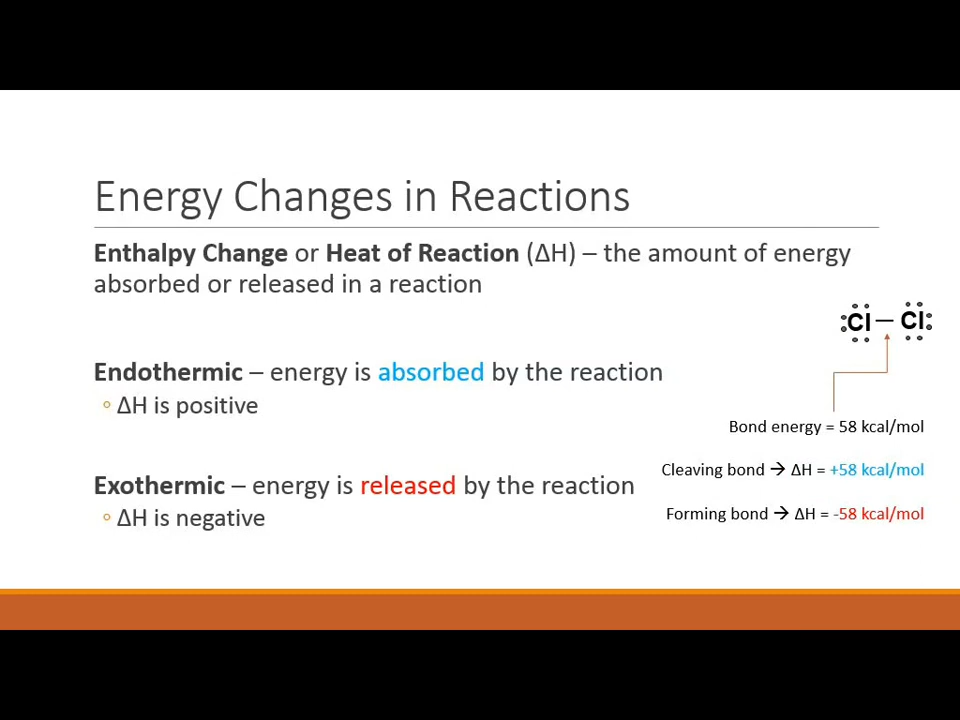 Energy Changes in Reactions
Enthalpy Change or Heat of Reaction (ΔH) – the amount of energy
absorbed or released in a reaction
Cl – Cl
Endothermic – energy is absorbed by the reaction
◦ ΔH is positive
Bond energy = 58 kcal/mol
Cleaving bond → ΔH = +58 kcal/mol
Exothermic – energy is released by the reaction
Forming bond → ΔH = -58 kcal/mol
◦ ΔH is negative